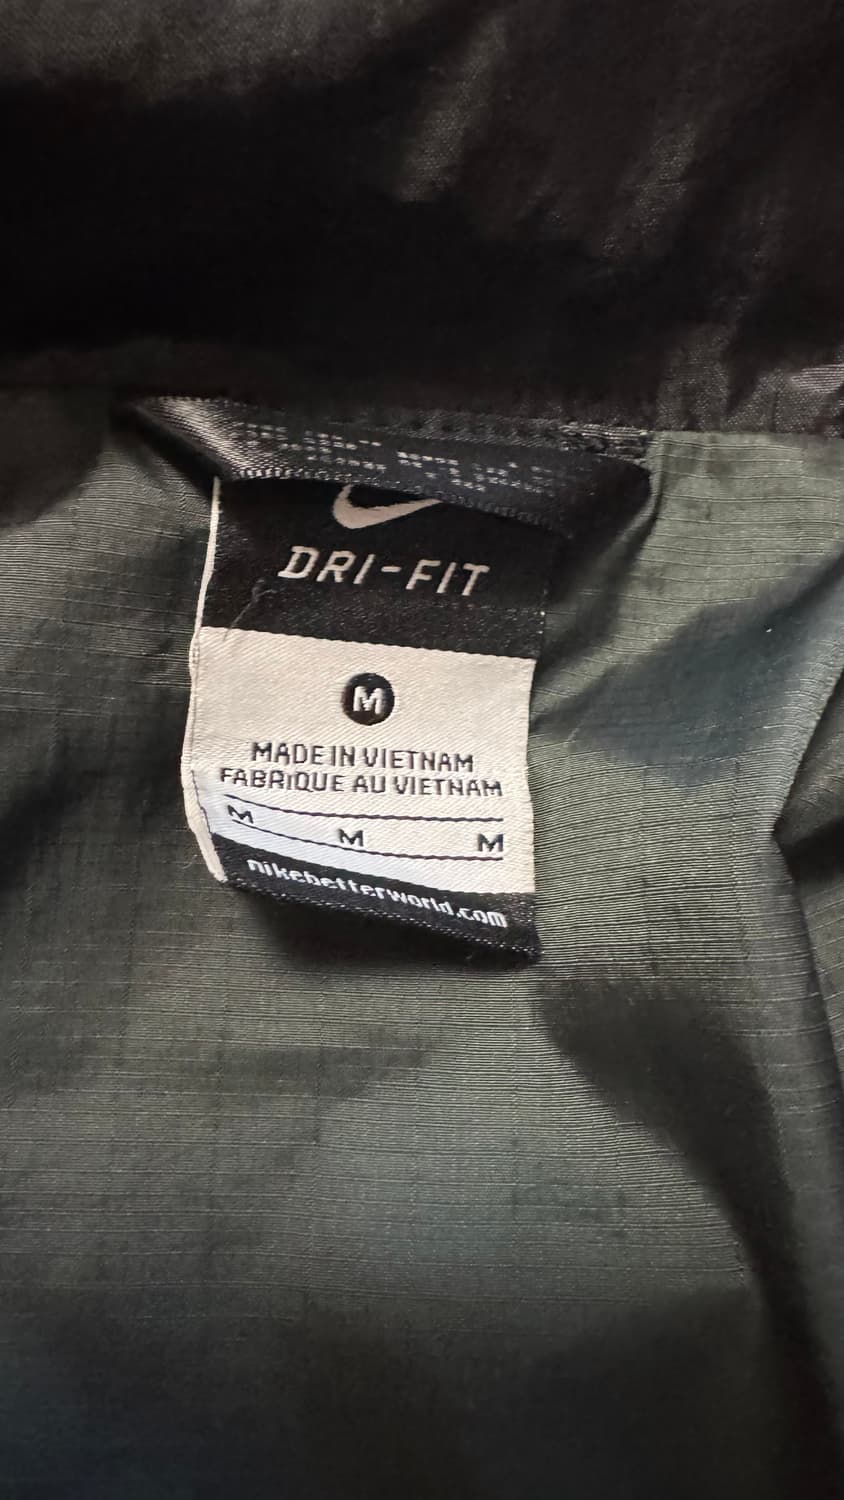 DRI-FIT
M
MADE IN VIETNAM
FABRIQUE AU VIETNAM
M M M
nikebetterworld.com